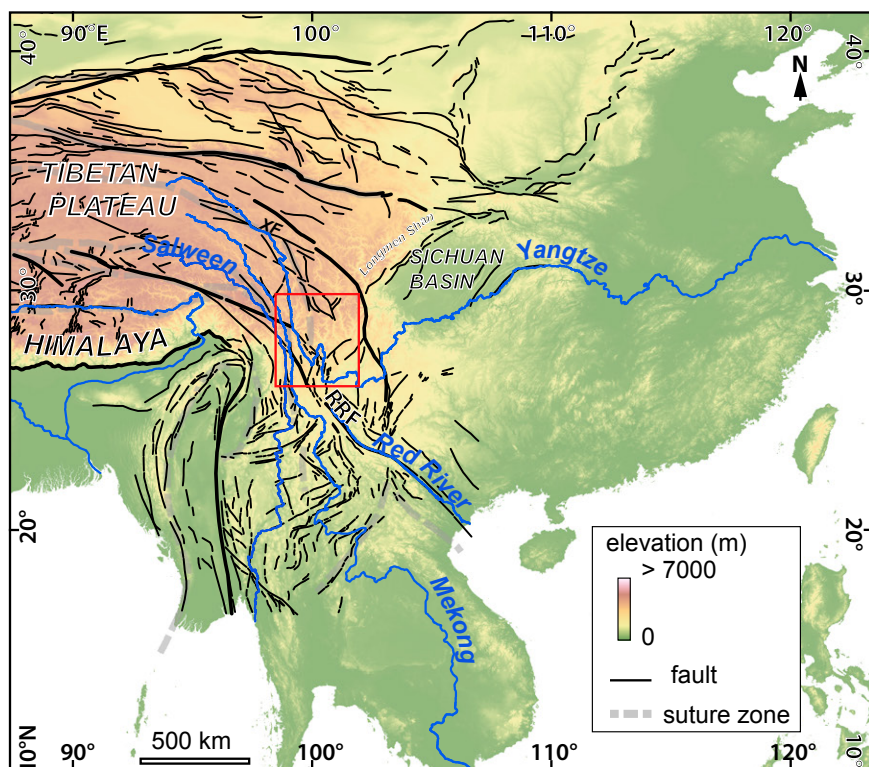 90°E
100°
110°
120°
40°
40°
N
TIBETAN
PLATEAU
XF
Longmen Shan
Salween
SICHUAN
BASIN
Yangtze
30°
30°
HIMALAYA
RRF
Red River
20°
20°
elevation (m)
> 7000
0
Mekong
fault
suture zone
10°N
10°
500 km
90°
100°
110°
120°